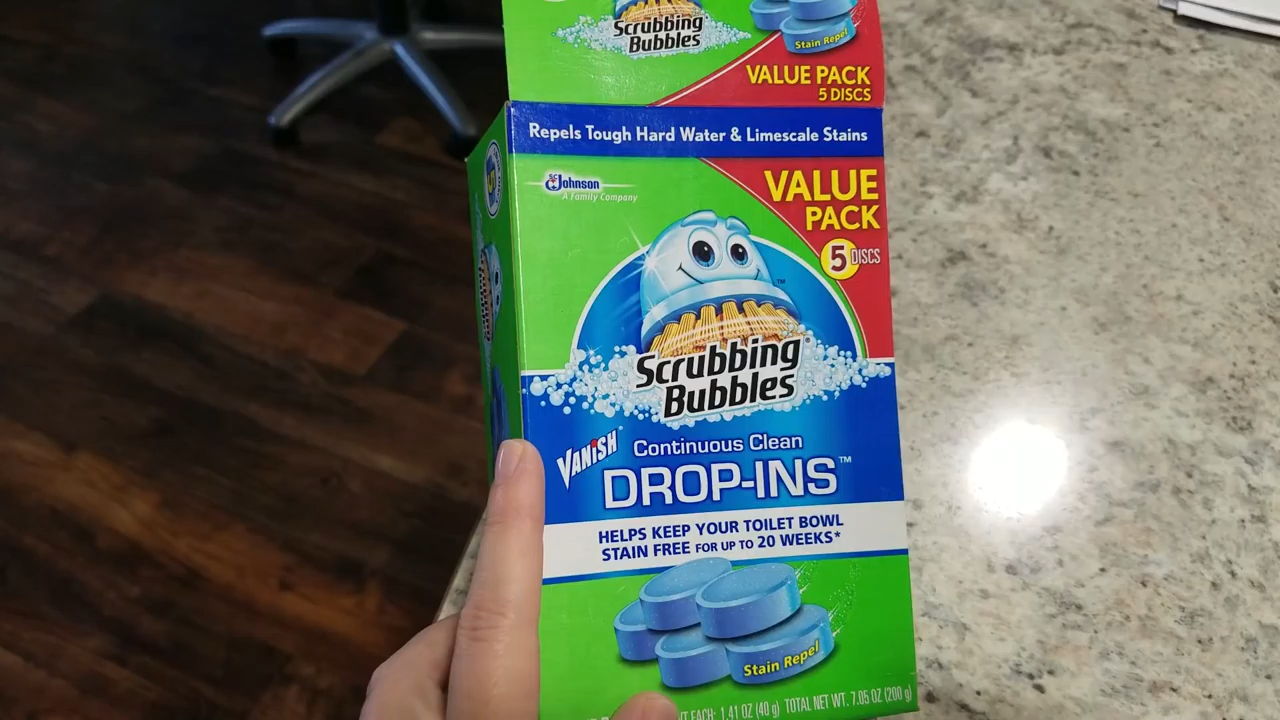 Scrubbing
Bubbles
Stain Repel
VALUE PACK
5 DISCS
Repels Tough Hard Water & Limescale Stains
SC Johnson
A Family Company
VALUE
PACK
5 DISCS
Scrubbing
Bubbles®
VANiSH® Continuous Clean
DROP-INS™
HELPS KEEP YOUR TOILET BOWL
STAIN FREE FOR UP TO 20 WEEKS*
Stain Repel
EACH: 1.41 OZ (40 g) TOTAL NET WT. 7.05 OZ (200 g)